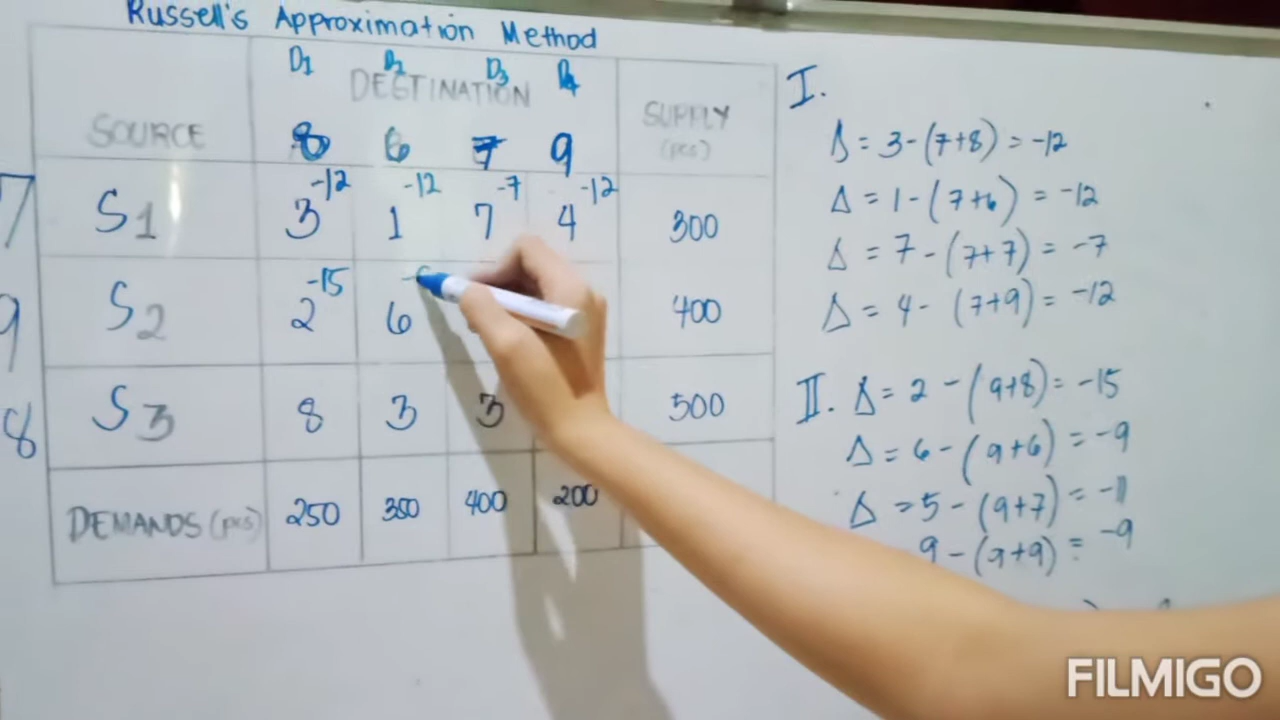 Russell's Approximation Method
D1 D2 D3 D4
DESTINATION
SOURCE 8 6 7 9 SUPPLY (pcs)
7 S1 3 -12 1 -12 7 -7 4 -12 300
9 S2 2 -15 6 400
8 S3 8 3 3 500
DEMANDS (pcs) 250 350 400 200
I.
Δ = 3 - (7+8) = -12
Δ = 1 - (7+6) = -12
Δ = 7 - (7+7) = -7
Δ = 4 - (7+9) = -12
II. Δ = 2 - (9+8) = -15
Δ = 6 - (9+6) = -9
Δ = 5 - (9+7) = -11
9 - (9+9) = -9
FILMIGO